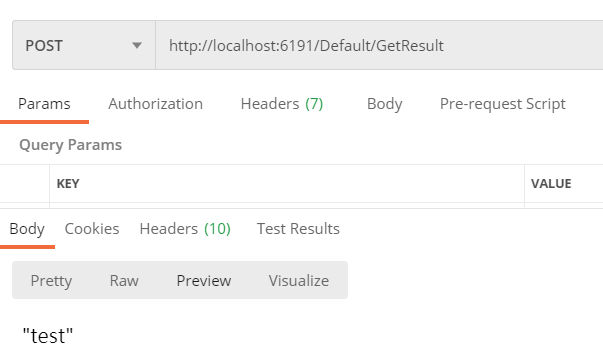 POST http://localhost:6191/Default/GetResult
Params Authorization Headers (7) Body Pre-request Script
Query Params
KEY VALUE
Body Cookies Headers (10) Test Results
Pretty Raw Preview Visualize
"test"